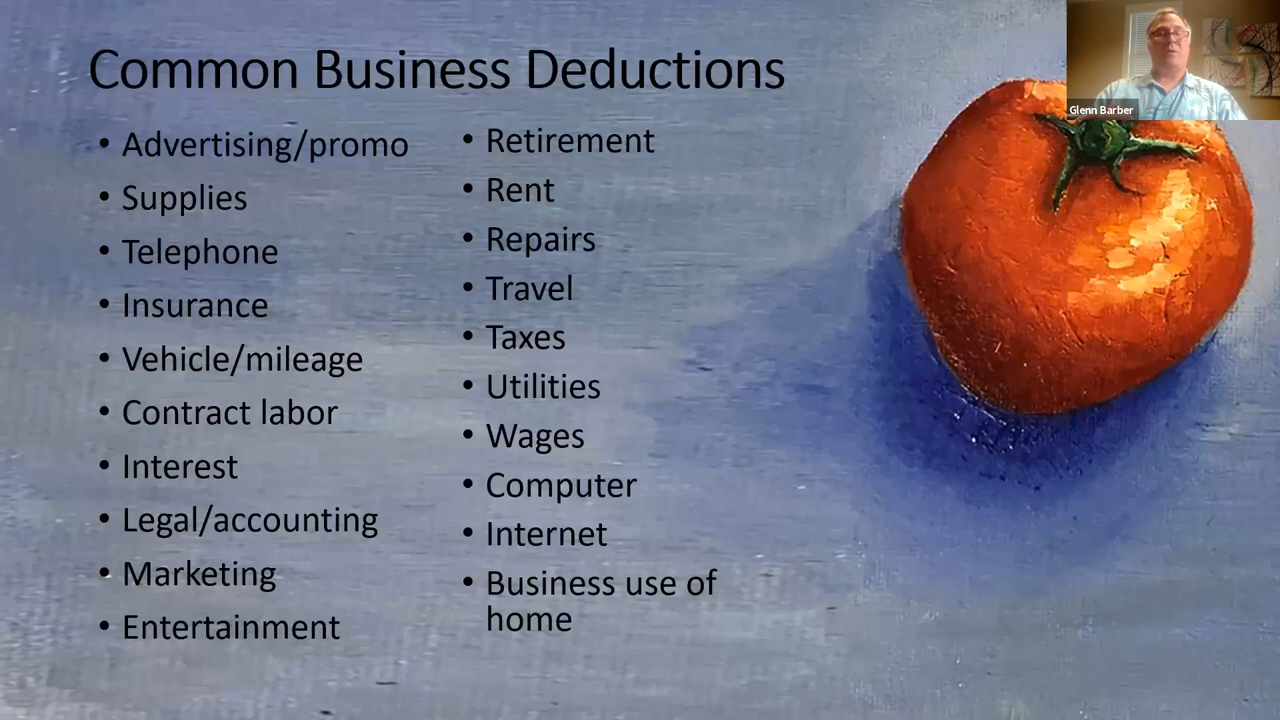 Common Business Deductions
• Advertising/promo
• Supplies
• Telephone
• Insurance
• Vehicle/mileage
• Contract labor
• Interest
• Legal/accounting
• Marketing
• Entertainment
• Retirement
• Rent
• Repairs
• Travel
• Taxes
• Utilities
• Wages
• Computer
• Internet
• Business use of
home
Glenn Barber